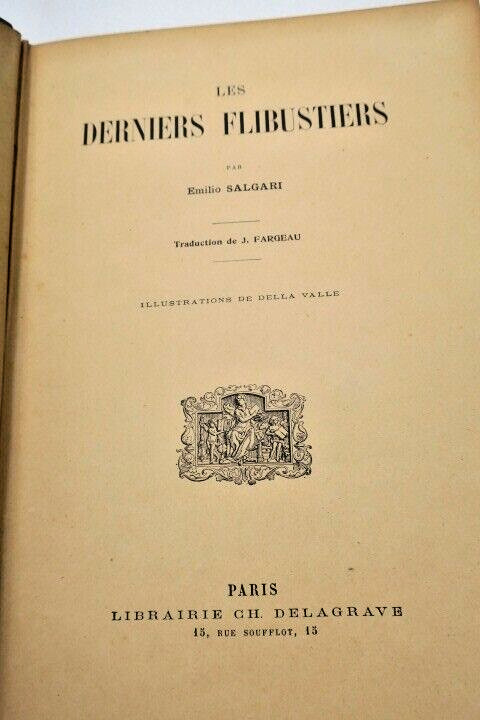 LES
DERNIERS FLIBUSTIERS
PAR
Emilio SALGARI
Traduction de J. FARGEAU
ILLUSTRATIONS DE DELLA VALLE
PARIS
LIBRAIRIE CH. DELAGRAVE
15, RUE SOUFFLOT, 15